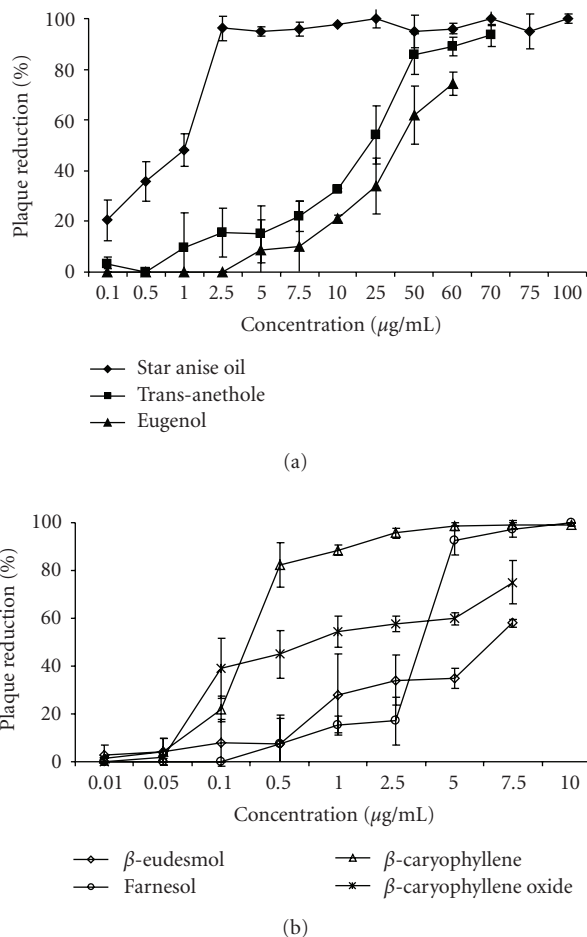 100
80
60
40
20
0
Plaque reduction (%)
0.1 0.5 1 2.5 5 7.5 10 25 50 60 70 75 100
Concentration (µg/mL)
Star anise oil
Trans-anethole
Eugenol
(a)
100
80
60
40
20
0
Plaque reduction (%)
0.01 0.05 0.1 0.5 1 2.5 5 7.5 10
Concentration (µg/mL)
β-eudesmol β-caryophyllene
Farnesol β-caryophyllene oxide
(b)